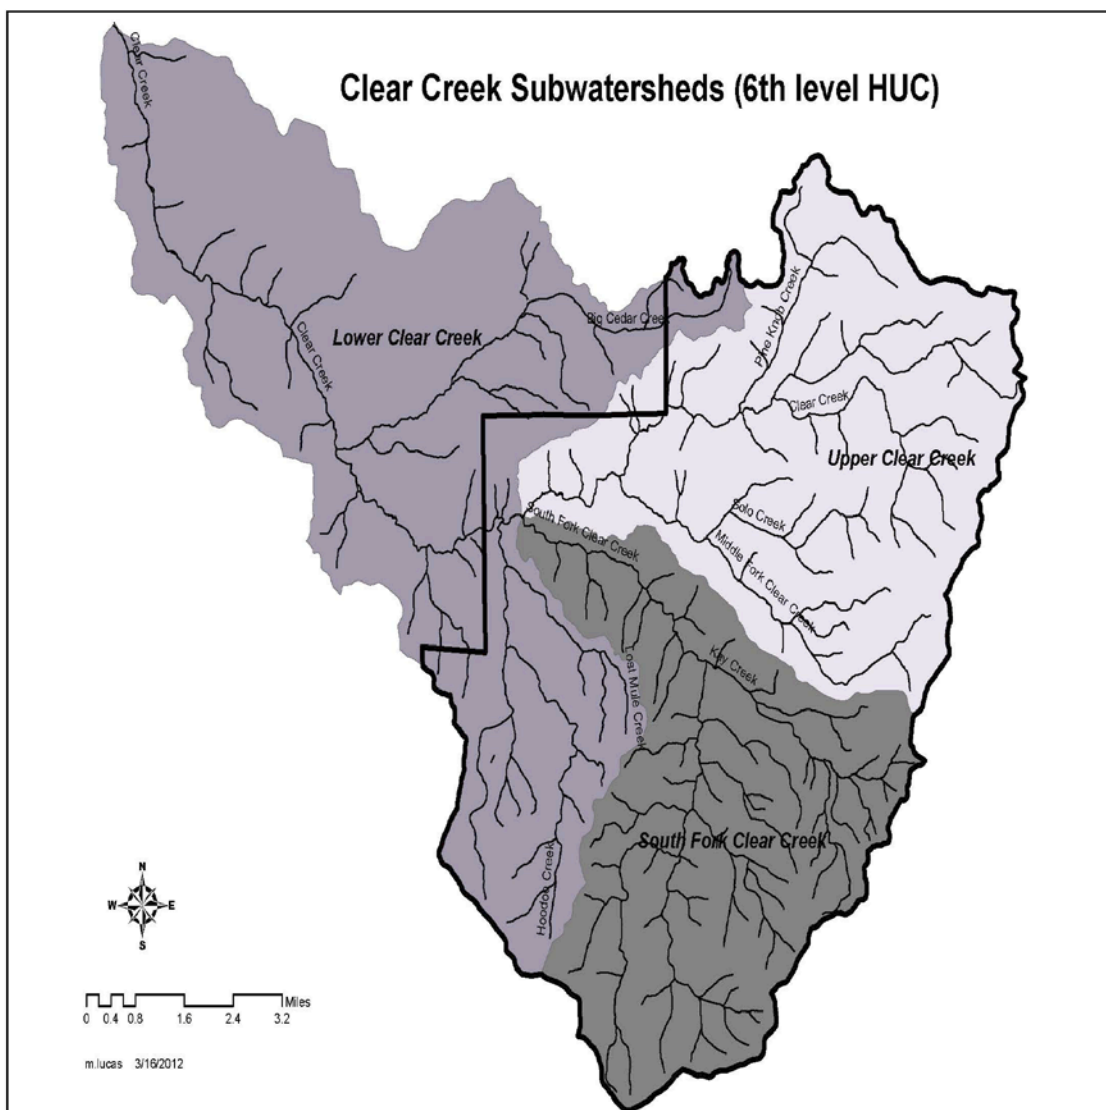 Clear Creek Subwatersheds (6th level HUC)
Clear Creek
Pine Knob Creek
Big Cedar Creek
Clear Creek
Lower Clear Creek
Clear Creek
Upper Clear Creek
Solo Creek
South Fork Clear Creek
Middle Fork Clear Creek
Kay Creek
Lost Mule Creek
South Fork Clear Creek
Hoodoo Creek
N
W E
S
Miles
0 0.4 0.8 1.6 2.4 3.2
m.lucas 3/16/2012